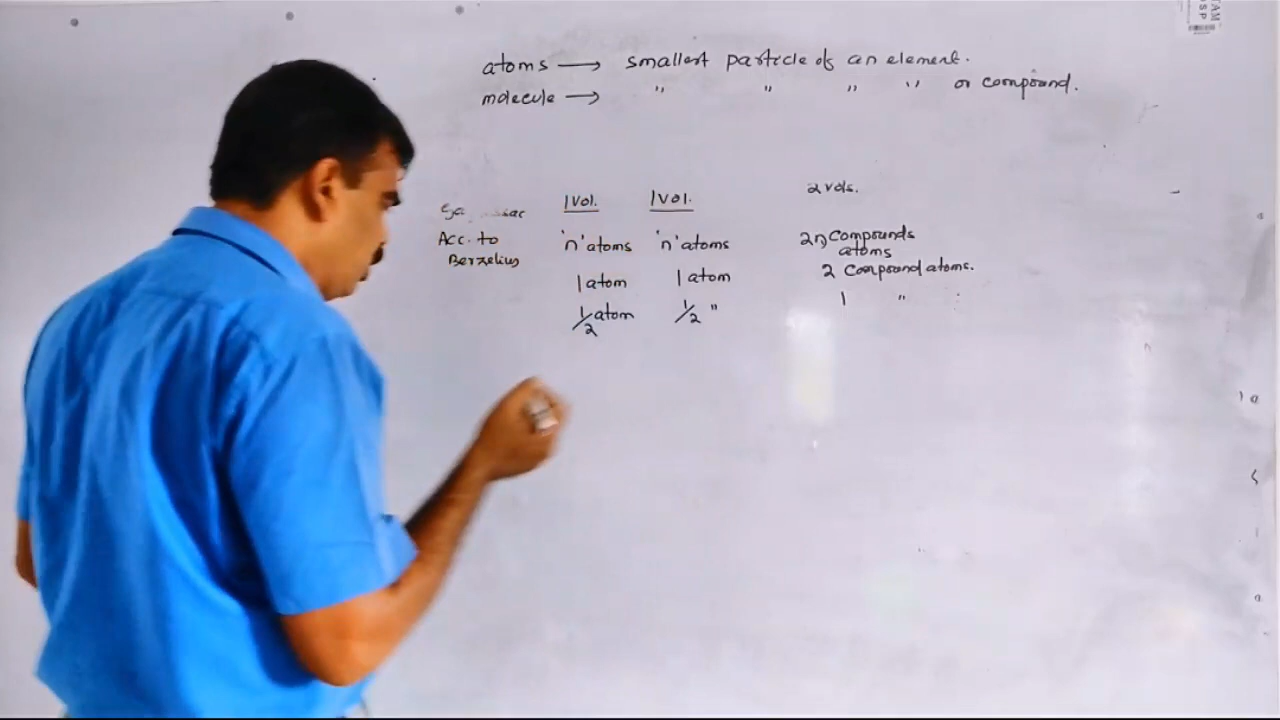 atoms → smallest particle of an element.
molecule → " " " " or compound.
1 Vol. 1 Vol. 2 vols.
Acc. to 'n' atoms 'n' atoms 2n Compounds
Berzelius atoms
1 atom 1 atom 2 Compound atoms.
1/2 atom 1/2 " 1 "